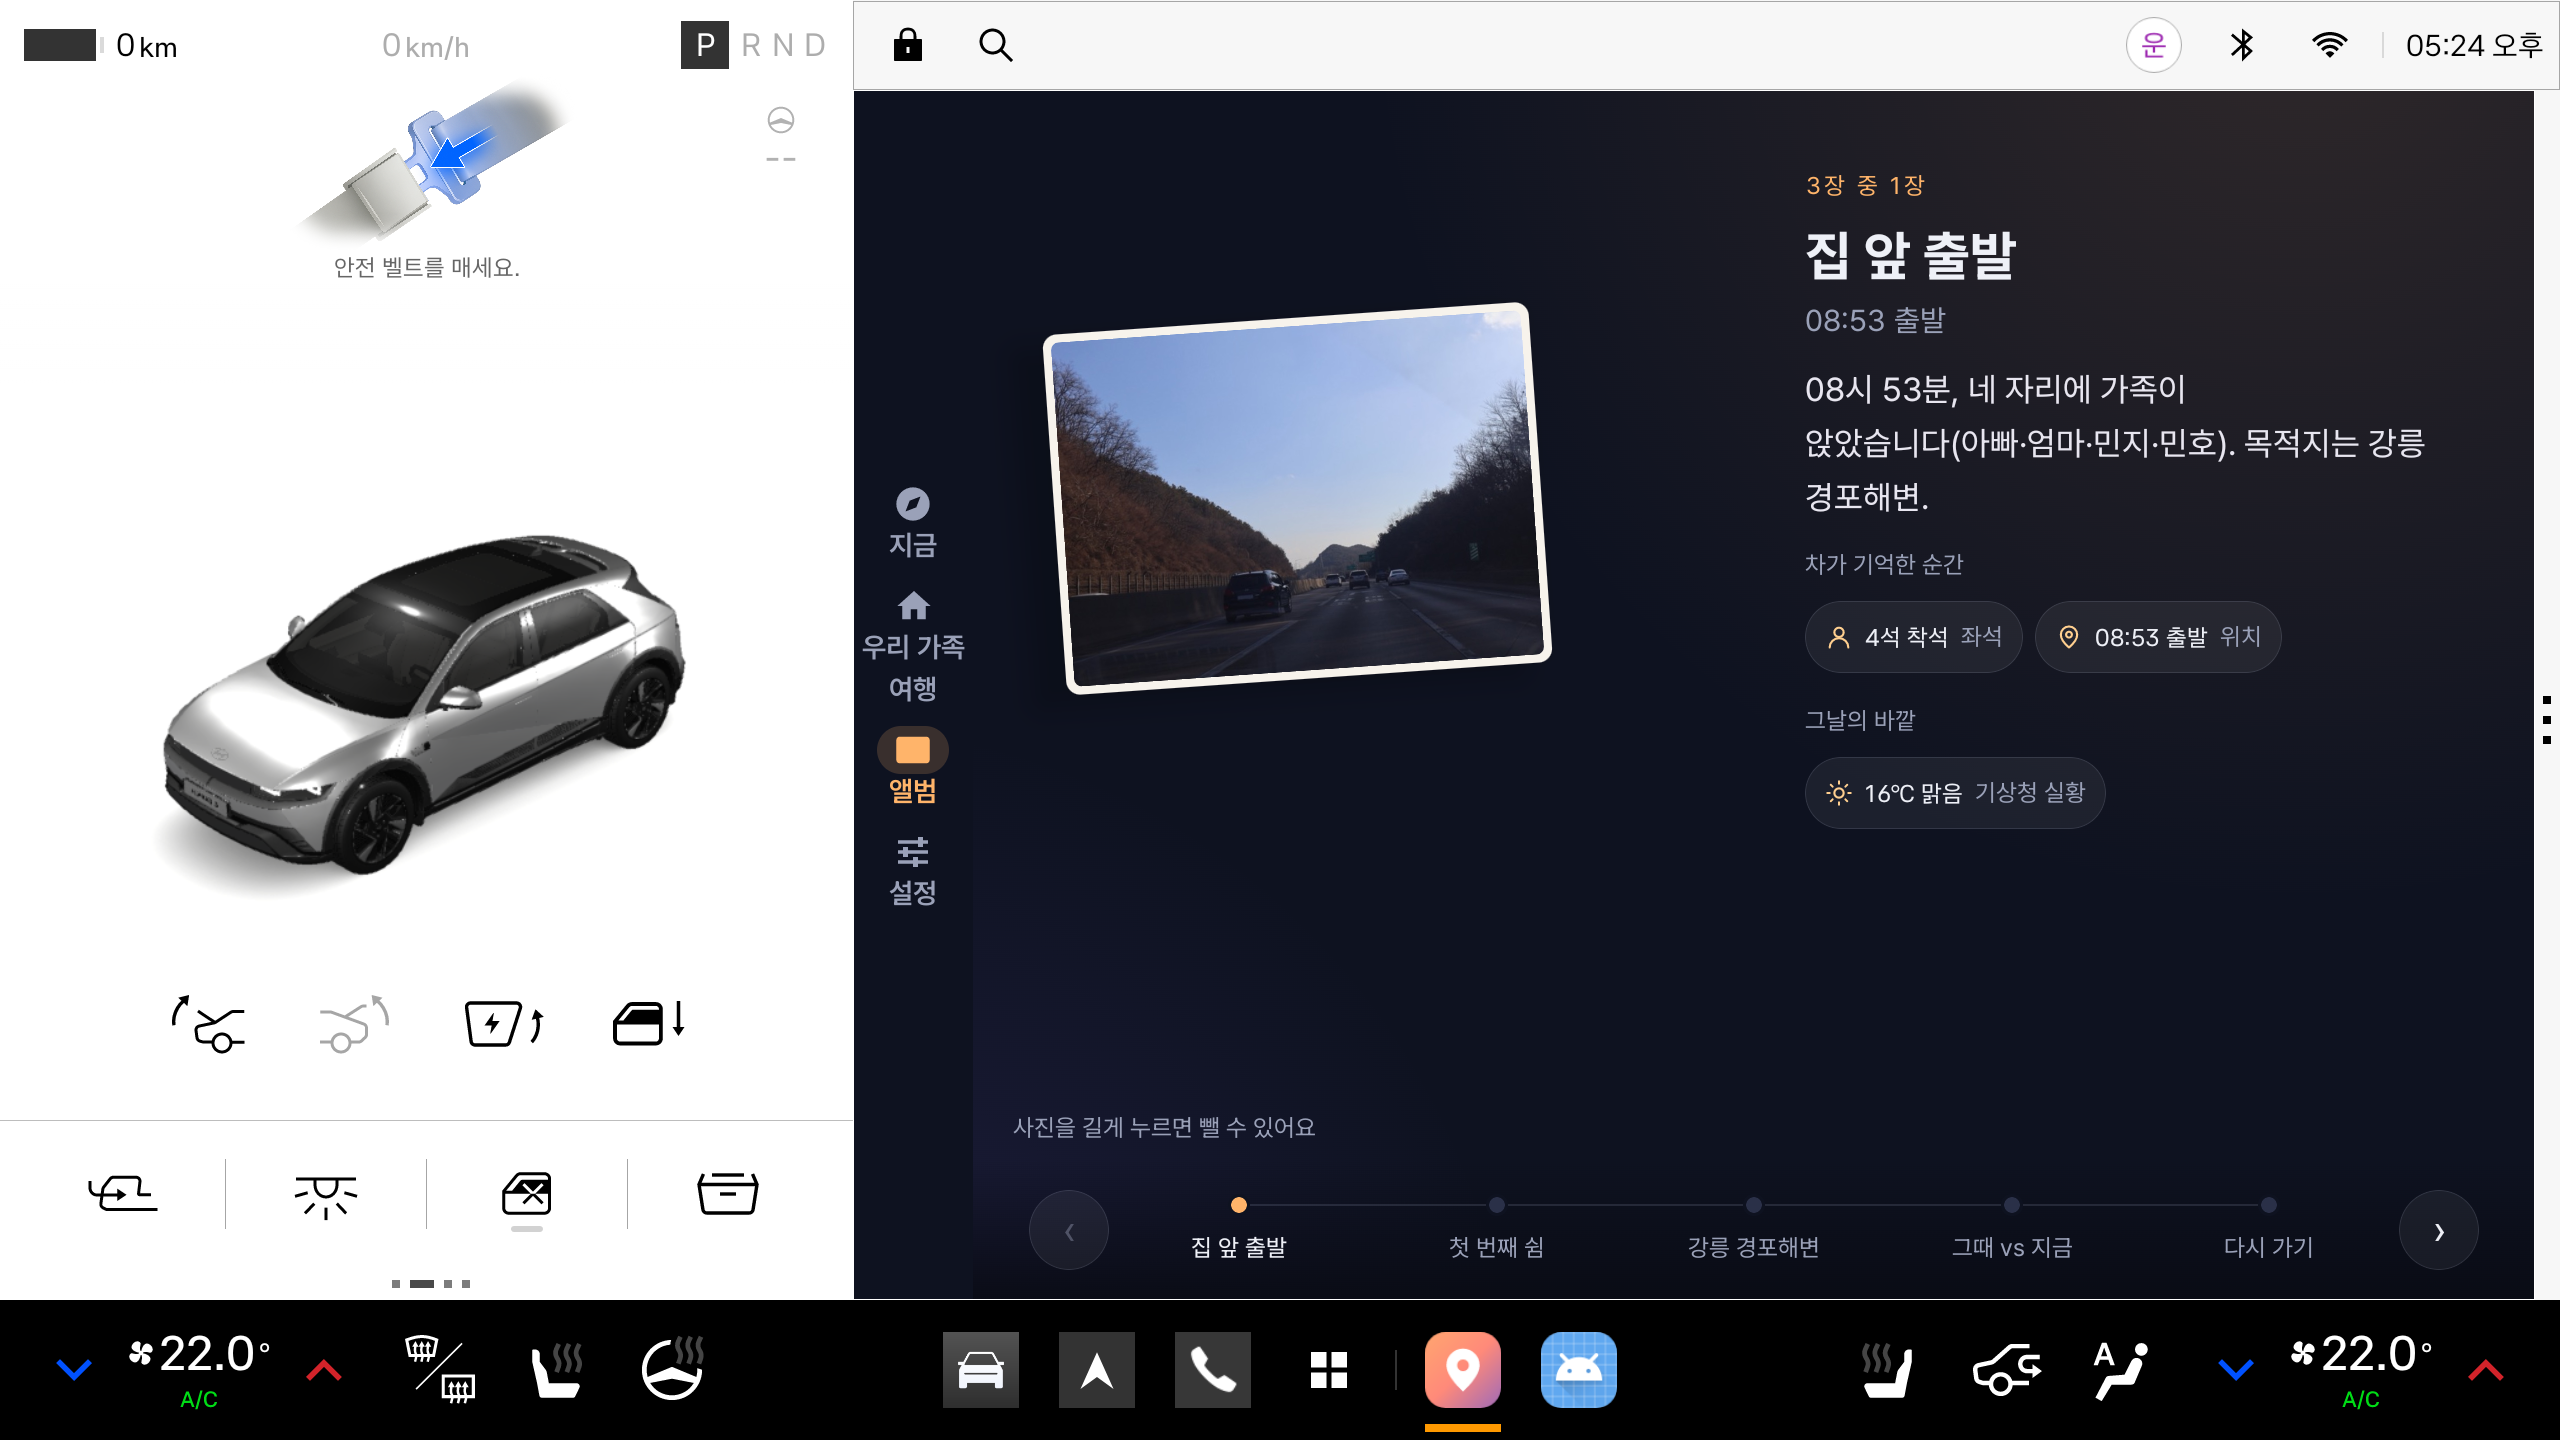 0 km
0 km/h
P R N D
안전 벨트를 매세요.
운
05:24 오후
지금
우리 가족
여행
앨범
설정
3장 중 1장
집 앞 출발
08:53 출발
08시 53분, 네 자리에 가족이
앉았습니다(아빠·엄마·민지·민호). 목적지는 강릉
경포해변.
차가 기억한 순간
4석 착석 좌석
08:53 출발 위치
그날의 바깥
16℃ 맑음 기상청 실황
사진을 길게 누르면 뺄 수 있어요
집 앞 출발
첫 번째 쉼
강릉 경포해변
그때 vs 지금
다시 가기
22.0°
A/C
A
22.0°
A/C